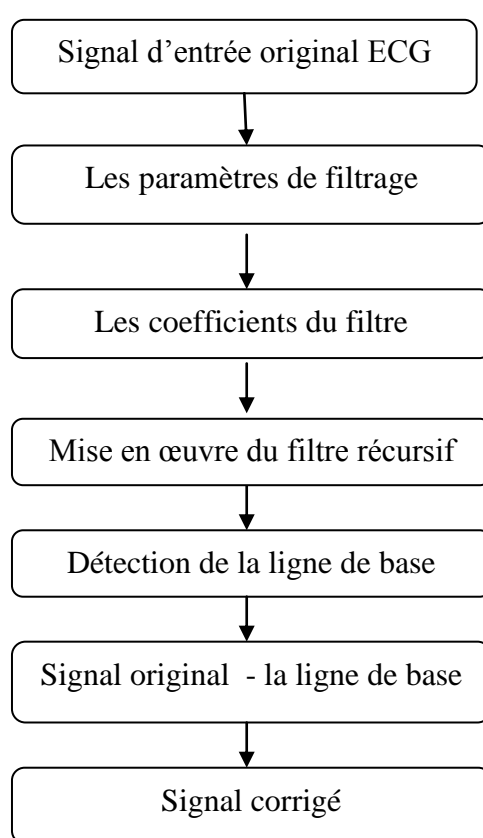 Signal d’entrée original ECG
Les paramètres de filtrage
Les coefficients du filtre
Mise en œuvre du filtre récursif
Détection de la ligne de base
Signal original - la ligne de base
Signal corrigé